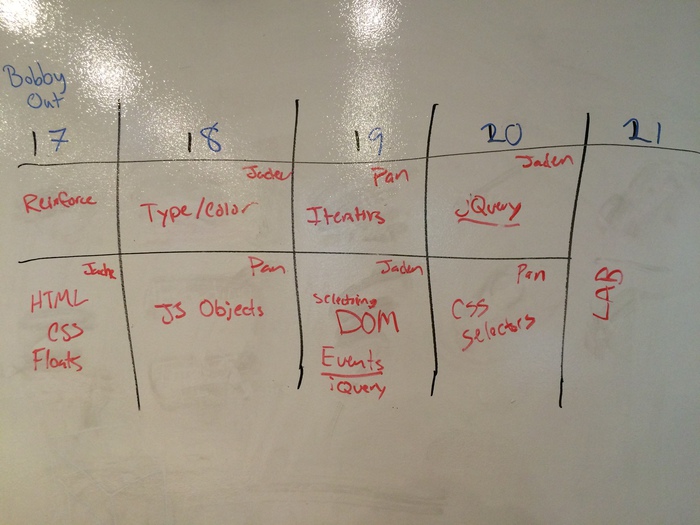 Bobby
Out
17 18 19 20 21
Jaden Pan Jaden
Reinforce Type/Color Iterators jQuery
Pan Jaden Pan
HTML
CSS
Floats
JS Objects
Selecting
DOM
Events
jQuery
CSS
Selectors
LAB